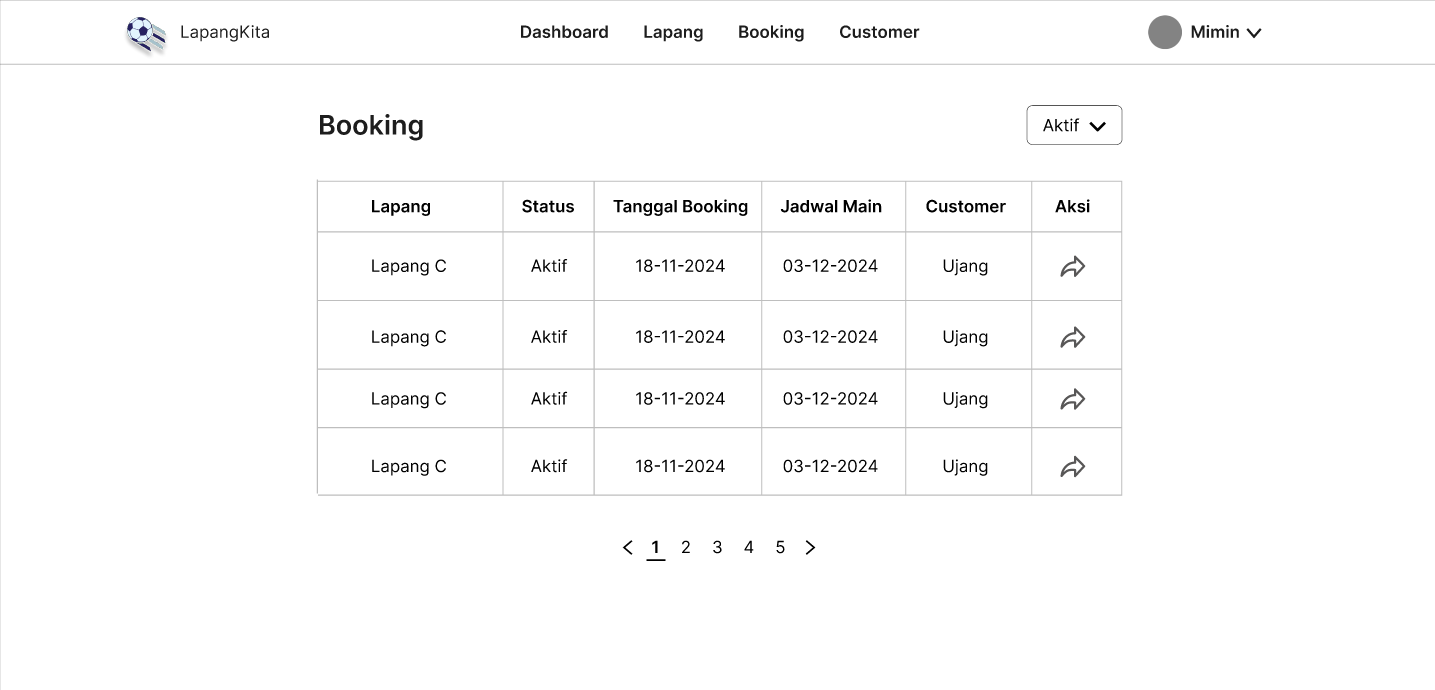 LapangKita Dashboard Lapang Booking Customer Mimin
Booking Aktif
Lapang Status Tanggal Booking Jadwal Main Customer Aksi
Lapang C Aktif 18-11-2024 03-12-2024 Ujang
Lapang C Aktif 18-11-2024 03-12-2024 Ujang
Lapang C Aktif 18-11-2024 03-12-2024 Ujang
Lapang C Aktif 18-11-2024 03-12-2024 Ujang
1 2 3 4 5